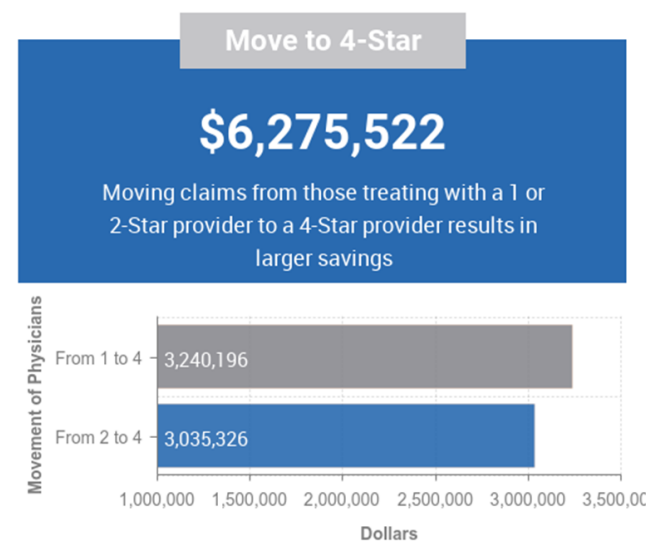 Move to 4-Star
$6,275,522
Moving claims from those treating with a 1 or
2-Star provider to a 4-Star provider results in
larger savings
Movement of Physicians
From 1 to 4
3,240,196
From 2 to 4
3,035,326
1,000,000 1,500,000 2,000,000 2,500,000 3,000,000 3,500,00
Dollars